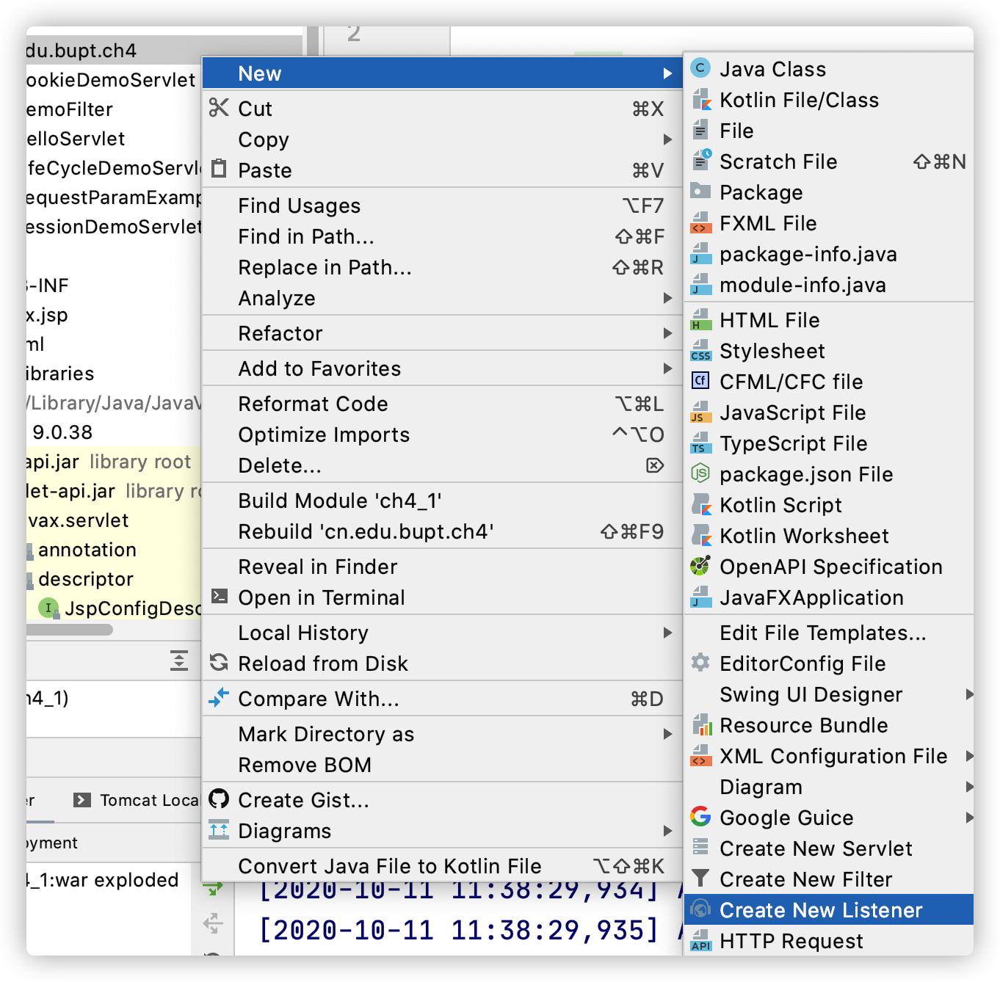 2
du.bupt.ch4
ookieDemoServlet
emoFilter
elloServlet
feCycleDemoServl
equestParamExamp
essionDemoServlet
-INF
x.jsp
ml
ibraries
/Library/Java/JavaV
9.0.38
api.jar library root
let-api.jar library r
vax.servlet
annotation
descriptor
I JspConfigDesc
h4_1)
er
Tomcat Loca
oyment
4_1:war exploded
New
Cut ⌘X
Copy
Paste ⌘V
Find Usages ⌥F7
Find in Path... ⇧⌘F
Replace in Path... ⇧⌘R
Analyze
Refactor
Add to Favorites
Reformat Code ⌥⌘L
Optimize Imports ^⌥O
Delete... ⌦
Build Module 'ch4_1'
Rebuild 'cn.edu.bupt.ch4' ⇧⌘F9
Reveal in Finder
Open in Terminal
Local History
Reload from Disk
Compare With... ⌘D
Mark Directory as
Remove BOM
Create Gist...
Diagrams
Convert Java File to Kotlin File ⌥⇧⌘K
[2020-10-11 11:38:29,934]
[2020-10-11 11:38:29,935]
C Java Class
Kotlin File/Class
File
Scratch File ⇧⌘N
Package
<> FXML File
J package-info.java
J module-info.java
H HTML File
CSS Stylesheet
Cf CFML/CFC file
JS JavaScript File
TS TypeScript File
JS package.json File
Kotlin Script
Kotlin Worksheet
OpenAPI Specification
J JavaFXApplication
Edit File Templates...
EditorConfig File
Swing UI Designer
Resource Bundle
<> XML Configuration File
Diagram
G Google Guice
Create New Servlet
Create New Filter
Create New Listener
API HTTP Request